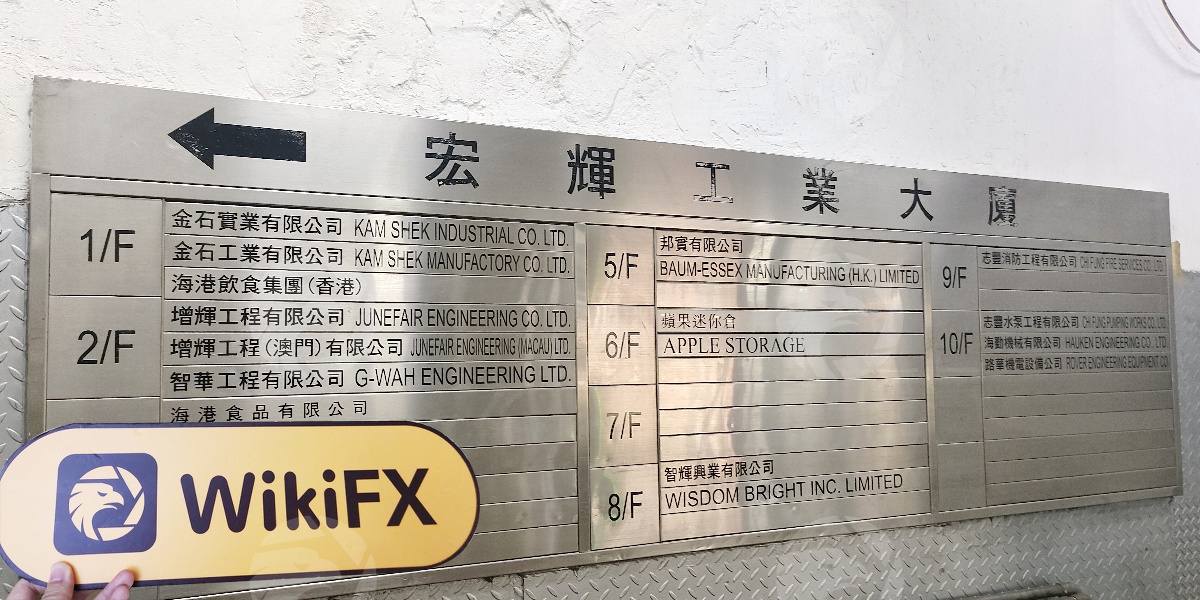 宏輝工業大廈
1/F
金石實業有限公司 KAM SHEK INDUSTRIAL CO. LTD.
金石工業有限公司 KAM SHEK MANUFACTORY CO. LTD.
海港飲食集團(香港)
2/F
增輝工程有限公司 JUNEFAIR ENGINEERING CO. LTD.
增輝工程(澳門)有限公司 JUNEFAIR ENGINEERING (MACAU) LTD.
智華工程有限公司 G-WAH ENGINEERING LTD.
海港食品有限公司
5/F
邦實有限公司
BAUM-ESSEX MANUFACTURING (H.K.) LIMITED
6/F
蘋果迷你倉
APPLE STORAGE
7/F
8/F
智輝興業有限公司
WISDOM BRIGHT INC. LIMITED
9/F
志豐消防工程有限公司 CHI FUNG FIRE SERVICES CO. LTD.
10/F
志豐水泵工程有限公司 CHI FUNG PUMPING WORKS CO. LTD.
海勤機械有限公司 HAUKEN ENGINEERING CO. LTD.
路華機電設備公司 ROVER ENGINEERING EQUIPMENT CO.
WikiFX